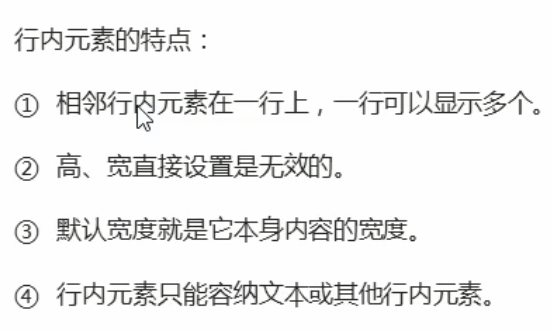 行内元素的特点：
① 相邻行内元素在一行上，一行可以显示多个。
② 高、宽直接设置是无效的。
③ 默认宽度就是它本身内容的宽度。
④ 行内元素只能容纳文本或其他行内元素。